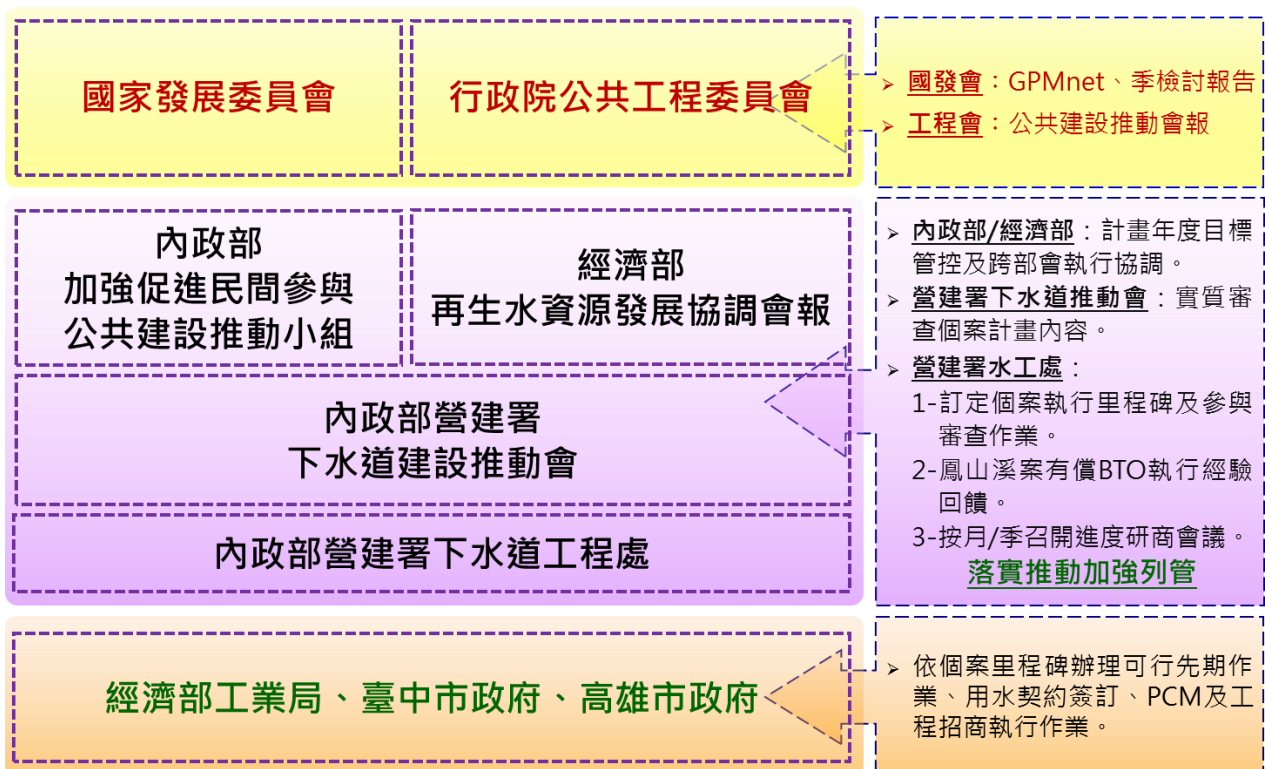 國家發展委員會
行政院公共工程委員會
➢ 國發會：GPMnet、季檢討報告
➢ 工程會：公共建設推動會報
內政部
加強促進民間參與
公共建設推動小組
經濟部
再生水資源發展協調會報
內政部營建署
下水道建設推動會
內政部營建署下水道工程處
➢ 內政部/經濟部：計畫年度目標
管控及跨部會執行協調。
➢ 營建署下水道推動會：實質審
查個案計畫內容。
➢ 營建署水工處：
1-訂定個案執行里程碑及參與
審查作業。
2-鳳山溪案有償BTO執行經驗
回饋。
3-按月/季召開進度研商會議。
落實推動加強列管
經濟部工業局、臺中市政府、高雄市政府
➢ 依個案里程碑辦理可行先期作
業、用水契約簽訂、PCM及工
程招商執行作業。